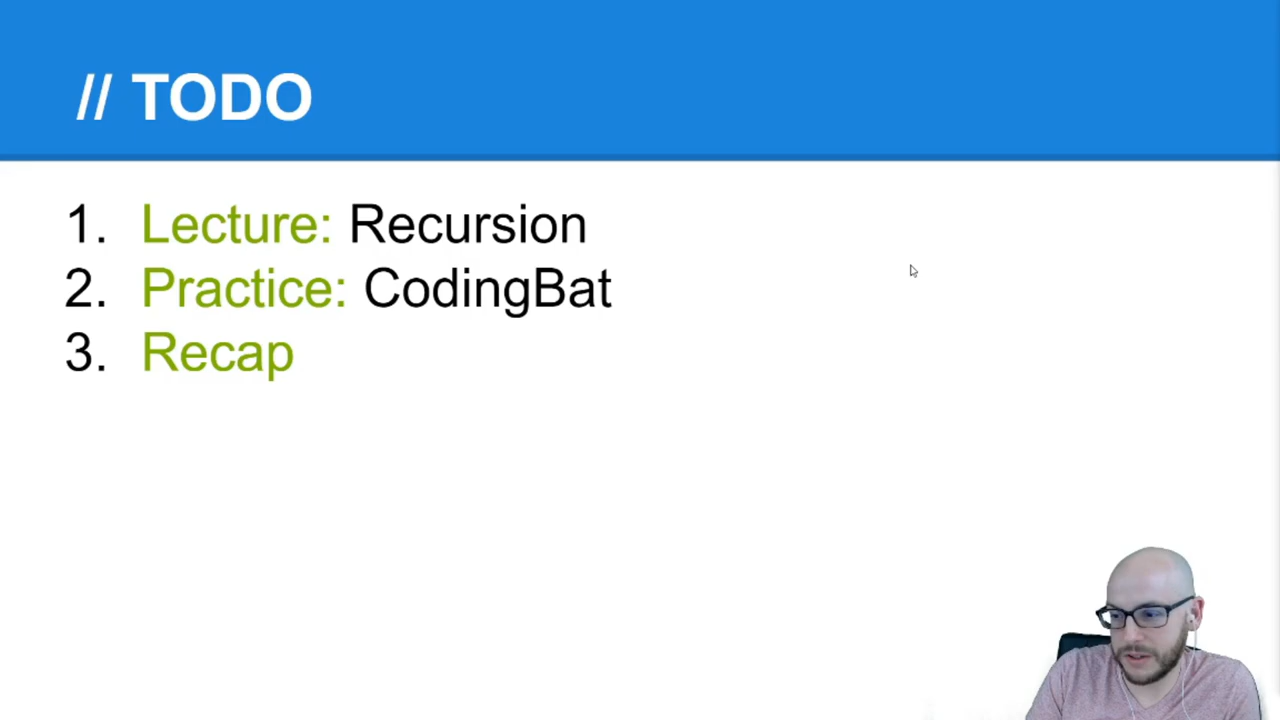 // TODO
1. Lecture: Recursion
2. Practice: CodingBat
3. Recap